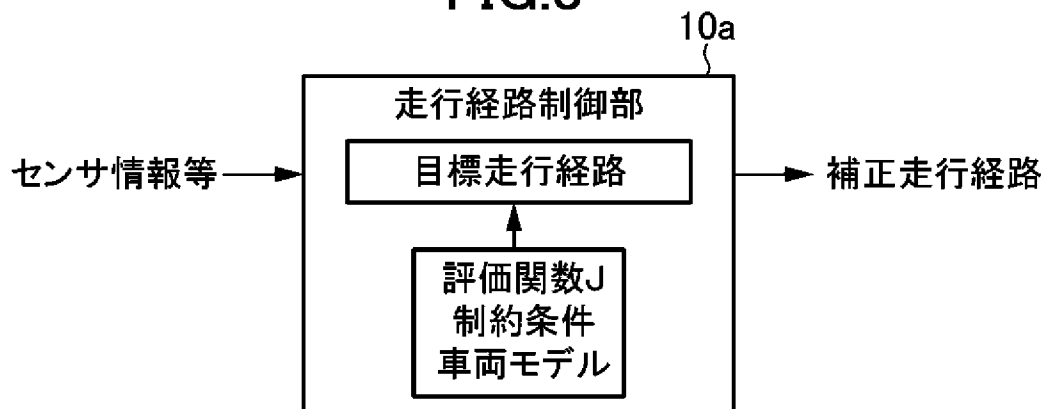 10a
走行経路制御部
センサ情報等
目標走行経路
補正走行経路
評価関数J
制約条件
車両モデル